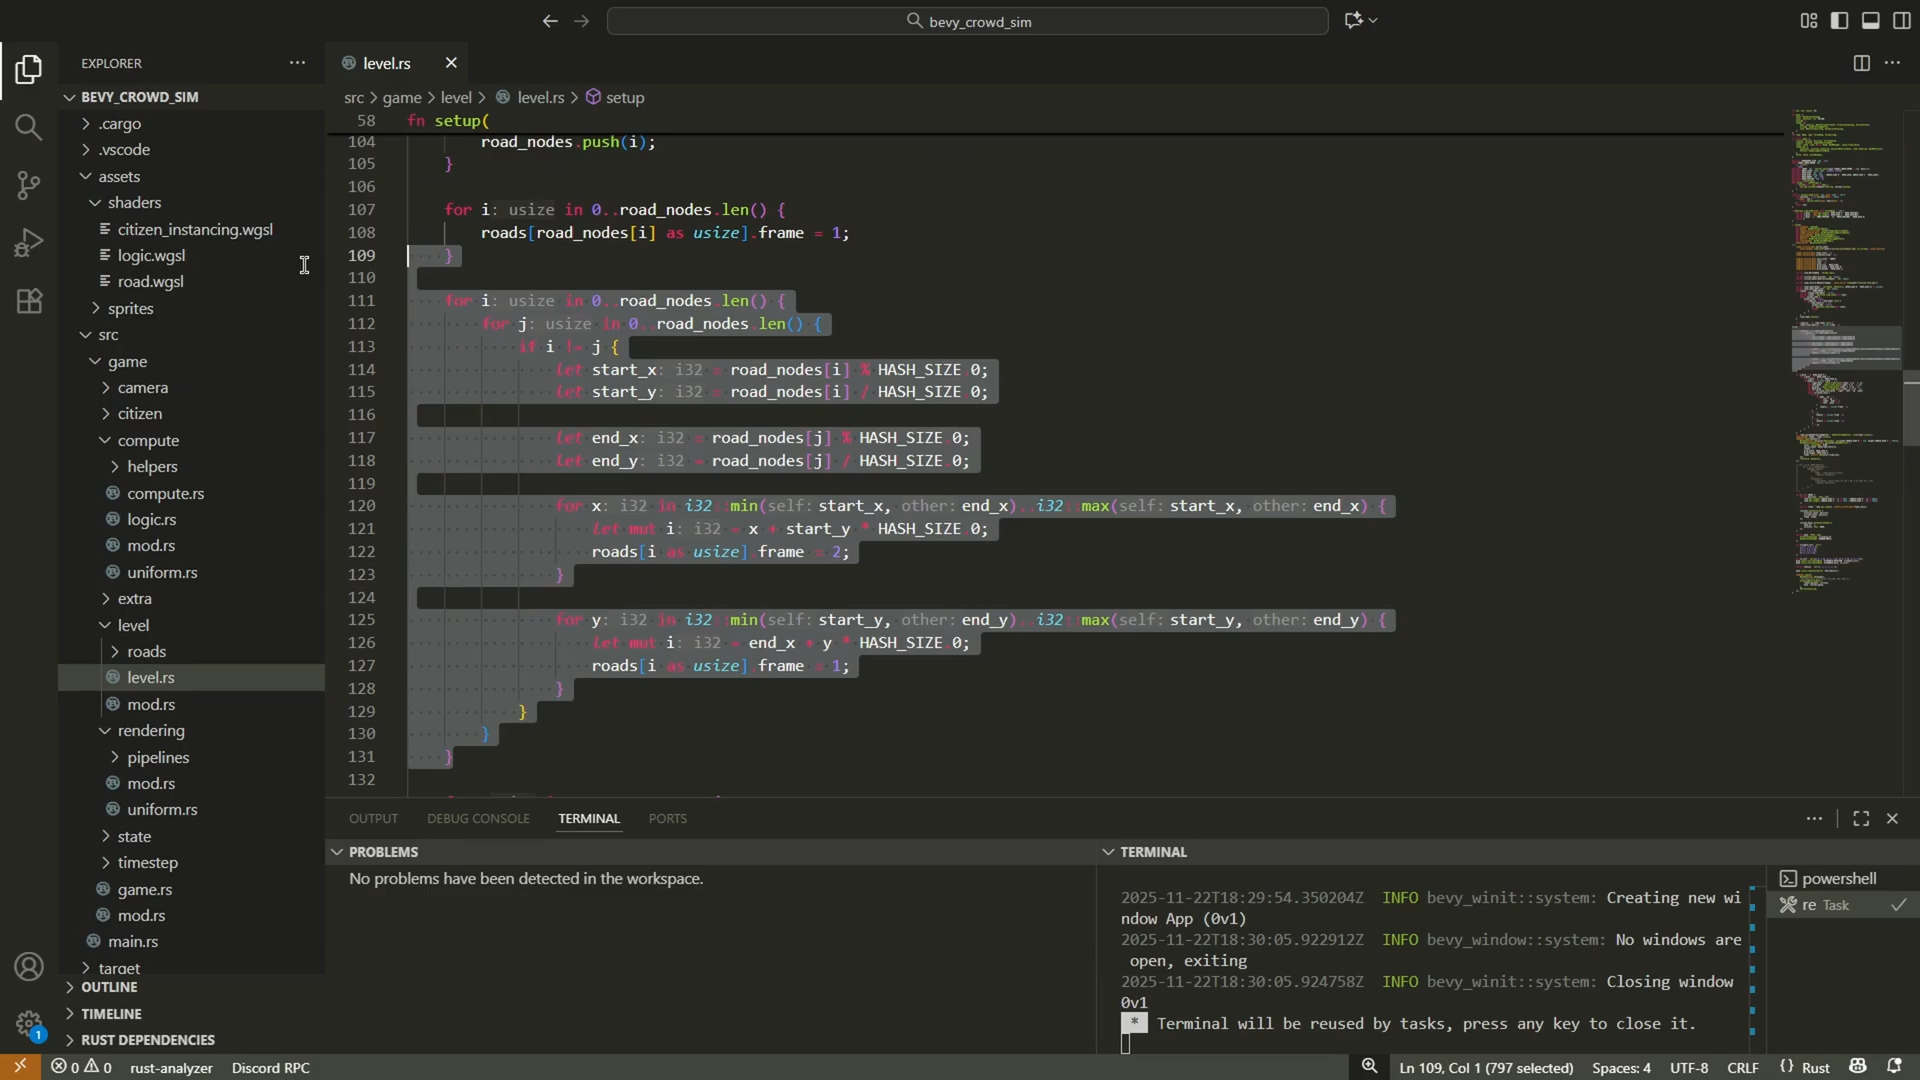 bevy_crowd_sim
EXPLORER
level.rs
BEVY_CROWD_SIM
.cargo
.vscode
assets
shaders
citizen_instancing.wgsl
logic.wgsl
road.wgsl
sprites
src
game
camera
citizen
compute
helpers
compute.rs
logic.rs
mod.rs
uniform.rs
extra
level
roads
level.rs
mod.rs
rendering
pipelines
mod.rs
uniform.rs
state
timestep
game.rs
mod.rs
main.rs
target
OUTLINE
TIMELINE
RUST DEPENDENCIES
src > game > level > level.rs > setup
58 fn setup(
104 road_nodes.push(i);
105 }
106
107 for i: usize in 0..road_nodes.len() {
108 roads[road_nodes[i] as usize].frame = 1;
109 }
110
111 for i: usize in 0..road_nodes.len() {
112 for j: usize in 0..road_nodes.len() {
113 if i != j {
114 let start_x: i32 = road_nodes[i] % HASH_SIZE.0;
115 let start_y: i32 = road_nodes[i] / HASH_SIZE.0;
116
117 let end_x: i32 = road_nodes[j] % HASH_SIZE.0;
118 let end_y: i32 = road_nodes[j] / HASH_SIZE.0;
119
120 for x: i32 in i32::min(self: start_x, other: end_x)..i32::max(self: start_x, other: end_x) {
121 let mut i: i32 = x + start_y * HASH_SIZE.0;
122 roads[i as usize].frame = 2;
123 }
124
125 for y: i32 in i32::min(self: start_y, other: end_y)..i32::max(self: start_y, other: end_y) {
126 let mut i: i32 = end_x + y * HASH_SIZE.0;
127 roads[i as usize].frame = 1;
128 }
129 }
130 }
131 }
132
OUTPUT DEBUG CONSOLE TERMINAL PORTS
PROBLEMS
No problems have been detected in the workspace.
TERMINAL
2025-11-22T18:29:54.350204Z INFO bevy_winit::system: Creating new wi
ndow App (0v1)
2025-11-22T18:30:05.922912Z INFO bevy_window::system: No windows are
open, exiting
2025-11-22T18:30:05.924758Z INFO bevy_winit::system: Closing window
0v1
* Terminal will be reused by tasks, press any key to close it.
powershell
re Task
1
0 0 rust-analyzer Discord RPC
Ln 109, Col 1 (797 selected) Spaces: 4 UTF-8 CRLF {} Rust